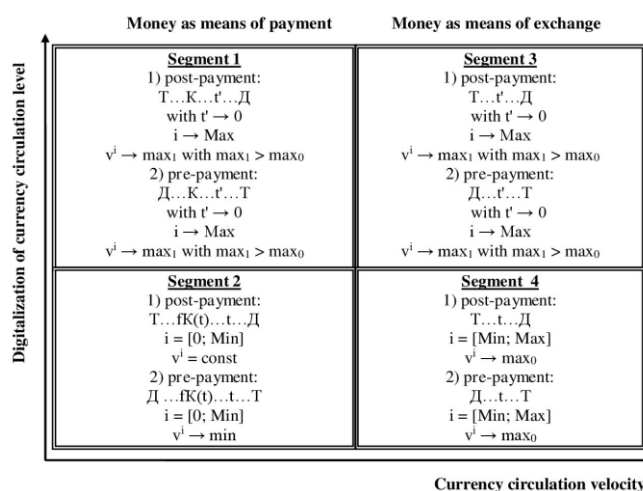 Money as means of payment
Money as means of exchange
Digitalization of currency circulation level
Segment 1
1) post-payment:
Т…К…t'…Д
with t' → 0
i → Max
vⁱ → max₁ with max₁ > max₀
2) pre-payment:
Д…К…t'…Т
with t' → 0
i → Max
vⁱ → max₁ with max₁ > max₀
Segment 3
1) post-payment:
Т…t'…Д
with t' → 0
i → Max
vⁱ → max₁ with max₁ > max₀
2) pre-payment:
Д…t'…Т
with t' → 0
i → Max
vⁱ → max₁ with max₁ > max₀
Segment 2
1) post-payment:
Т…fК(t)…t…Д
i = [0; Min]
vⁱ = const
2) pre-payment:
Д …fК(t)…t…Т
i = [0; Min]
vⁱ → min
Segment 4
1) post-payment:
Т…t…Д
i = [Min; Max]
vⁱ → max₀
2) pre-payment:
Д…t…Т
i = [Min; Max]
vⁱ → max₀
Currency circulation velocity